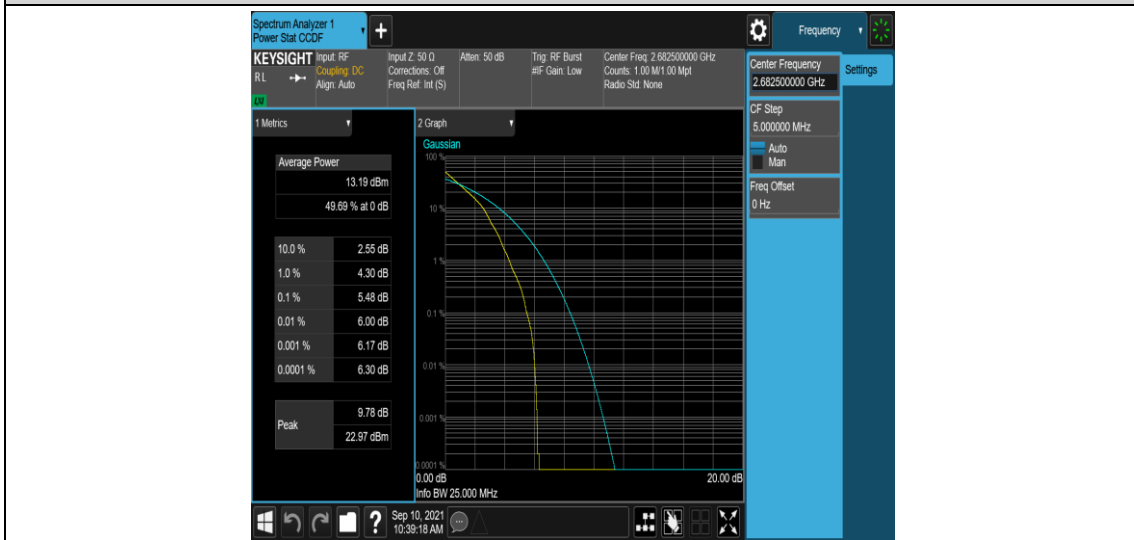 Spectrum Analyzer 1
Power Stat CCDF
+
Frequency
KEYSIGHT
RL
LXI
Input: RF
Coupling: DC
Align: Auto
Input Z: 50 Ω
Corrections: Off
Freq Ref: Int (S)
Atten: 50 dB
Trig: RF Burst
#IF Gain: Low
Center Freq: 2.682500000 GHz
Counts: 1.00 M/1.00 Mpt
Radio Std: None
Center Frequency
2.682500000 GHz
Settings
CF Step
5.000000 MHz
Auto
Man
Freq Offset
0 Hz
1 Metrics
Average Power
13.19 dBm
49.69 % at 0 dB
10.0 % 2.55 dB
1.0 % 4.30 dB
0.1 % 5.48 dB
0.01 % 6.00 dB
0.001 % 6.17 dB
0.0001 % 6.30 dB
Peak
9.78 dB
22.97 dBm
2 Graph
Gaussian
100 %
10 %
1 %
0.1 %
0.01 %
0.001 %
0.0001 %
0.00 dB 20.00 dB
Info BW 25.000 MHz
?
Sep 10, 2021
10:39:18 AM